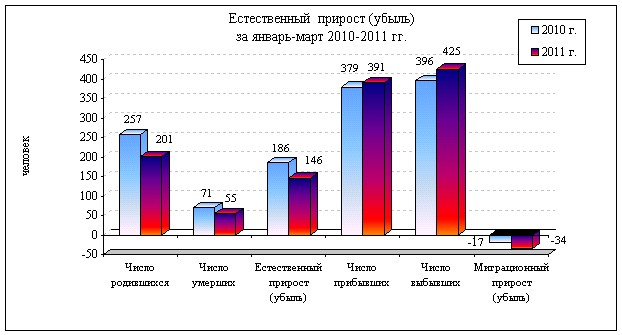 Естественный прирост (убыль)
за январь-март 2010-2011 гг.
2010 г.
2011 г.
человек
450
400
350
300
250
200
150
100
50
0
-50
257
201
71
55
186
146
379
391
396
425
-17
-34
Число
родившихся
Число
умерших
Естественный
прирост
(убыль)
Число
прибывших
Число
выбывших
Миграционный
прирост
(убыль)